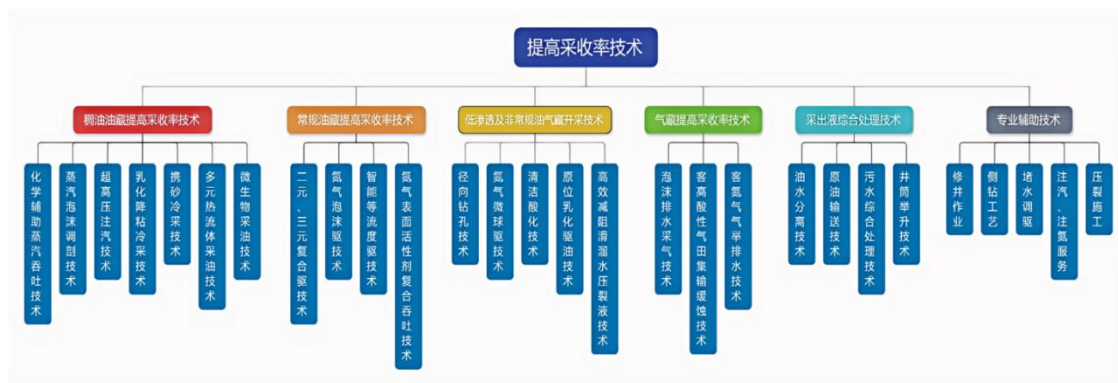 提高采收率技术
稠油油藏提高采收率技术
化学辅助蒸汽吞吐技术
蒸汽泡沫调剖技术
超高压注汽技术
乳化降粘冷采技术
携砂冷采技术
多元热流体采油技术
微生物采油技术
常规油藏提高采收率技术
二元、三元复合驱技术
氮气泡沫驱技术
智能等流度驱技术
氮气表面活性剂复合吞吐技术
低渗透及非常规油气藏开采技术
径向钻孔技术
氮气微球驱技术
清洁酸化技术
原位乳化驱油技术
高效减阻滑溜水压裂液技术
气藏提高采收率技术
泡沫排水采气技术
客高酸性气田集输缓蚀技术
客氮气气举排水技术
采出液综合处理技术
油水分离技术
原油输送技术
污水综合处理技术
井筒举升技术
专业辅助技术
修井作业
侧钻工艺
堵水调驱
注汽、注氮服务
压裂施工